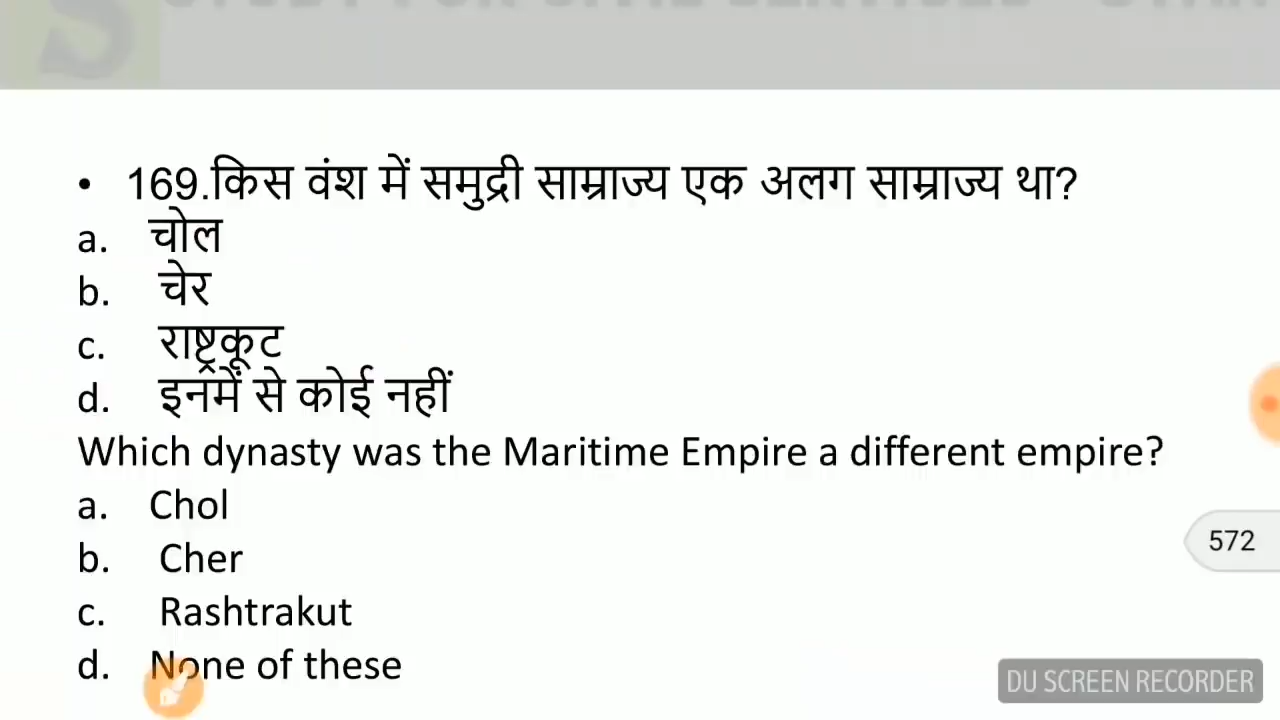 • 169.किस वंश में समुद्री साम्राज्य एक अलग साम्राज्य था?
a. चोल
b. चेर
c. राष्ट्रकूट
d. इनमें से कोई नहीं
Which dynasty was the Maritime Empire a different empire?
a. Chol
b. Cher
572
c. Rashtrakut
d. None of these
DU SCREEN RECORDER